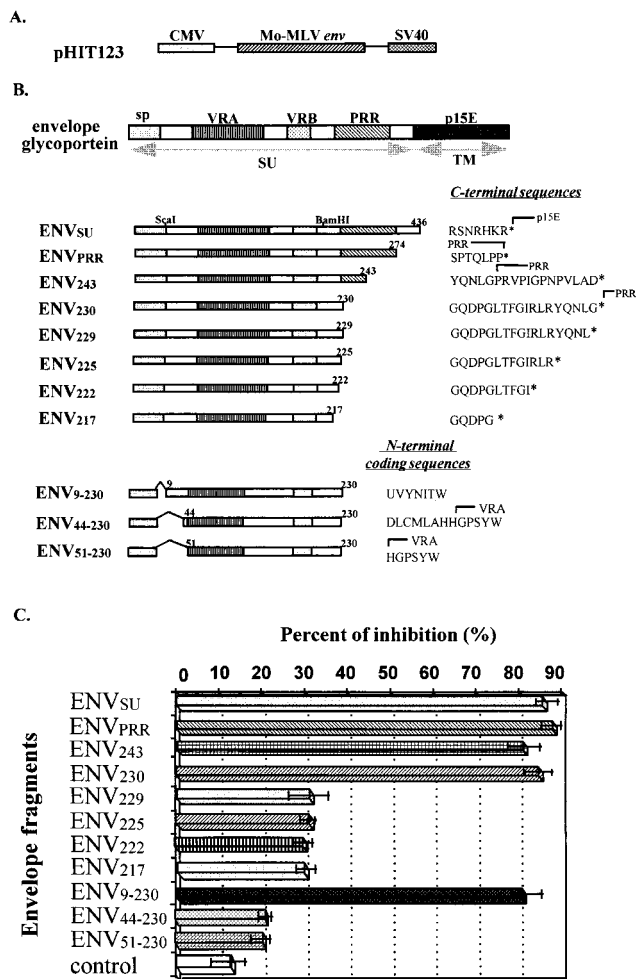 A.
pHIT123
CMV Mo-MLV env SV40
B.
envelope glycoportein
sp VRA VRB PRR p15E
SU TM
C-terminal sequences
ScaI BamHI
ENVSU 436 RSNRHKR* p15E
ENVPRR 274 SPTQLPP* PRR
ENV243 243 YQNLGPRVPIGPNPVLAD* PRR
ENV230 230 GQDPGLTFGIRLRYQNLG* PRR
ENV229 229 GQDPGLTFGIRLRYQNL*
ENV225 225 GQDPGLTFGIRLR*
ENV222 222 GQDPGLTFGI*
ENV217 217 GQDPG *
N-terminal coding sequences
ENV9-230 9 230 UVYNITW
ENV44-230 44 230 DLCMLAHHGPSYW VRA
ENV51-230 51 230 HGPSYW VRA
C.
Percent of inhibition (%)
0 10 20 30 40 50 60 70 80 90
Envelope fragments
ENVSU
ENVPRR
ENV243
ENV230
ENV229
ENV225
ENV222
ENV217
ENV9-230
ENV44-230
ENV51-230
control